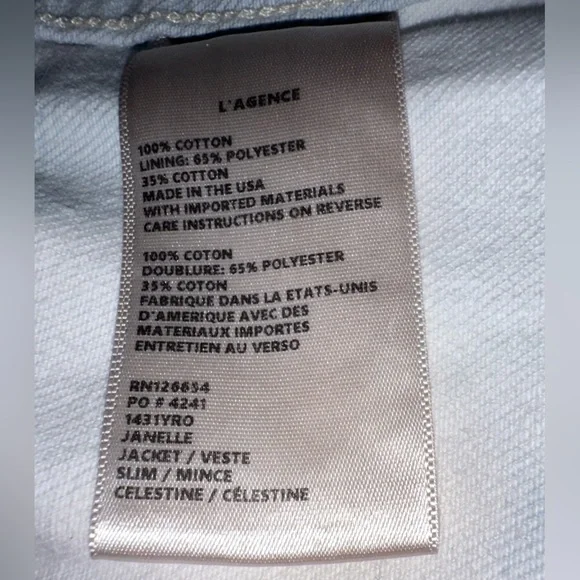 L'AGENCE
100% COTTON
LINING: 65% POLYESTER
35% COTTON
MADE IN THE USA
WITH IMPORTED MATERIALS
CARE INSTRUCTIONS ON REVERSE
100% COTON
DOUBLURE: 65% POLYESTER
35% COTON
FABRIQUE DANS LA ETATS-UNIS
D'AMERIQUE AVEC DES
MATERIAUX IMPORTES
ENTRETIEN AU VERSO
RN126654
PO # 4241
1431YRO
JANELLE
JACKET / VESTE
SLIM / MINCE
CELESTINE / CÉLESTINE